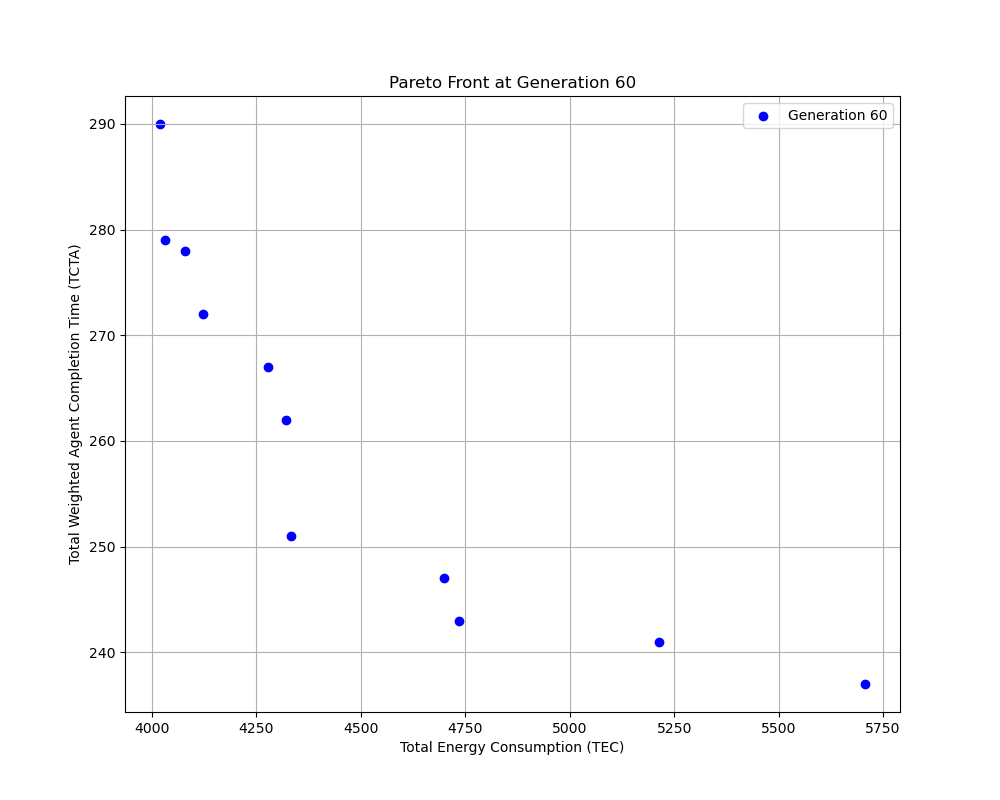 Pareto Front at Generation 60
Generation 60
290
280
270
260
250
240
Total Weighted Agent Completion Time (TCTA)
4000 4250 4500 4750 5000 5250 5500 5750
Total Energy Consumption (TEC)